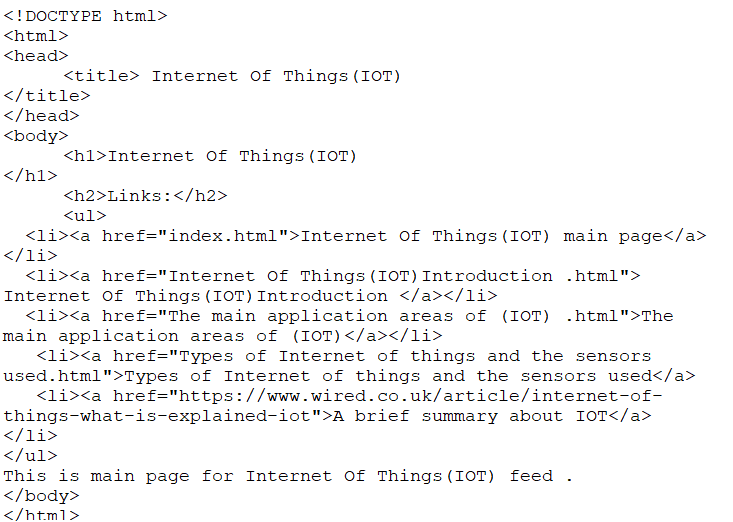 <!DOCTYPE html>
<html>
<head>
<title> Internet Of Things(IOT)
</title>
</head>
<body>
<h1>Internet Of Things(IOT)
</h1>
<h2>Links:</h2>
<ul>
<li><a href="index.html">Internet Of Things(IOT) main page</a>
</li>
<li><a href="Internet Of Things(IOT)Introduction .html">
Internet Of Things(IOT)Introduction </a></li>
<li><a href="The main application areas of (IOT) .html">The
main application areas of (IOT)</a></li>
<li><a href="Types of Internet of things and the sensors
used.html">Types of Internet of things and the sensors used</a>
<li><a href="https://www.wired.co.uk/article/internet-of-
things-what-is-explained-iot">A brief summary about IOT</a>
</li>
</ul>
This is main page for Internet Of Things(IOT) feed .
</body>
</html>